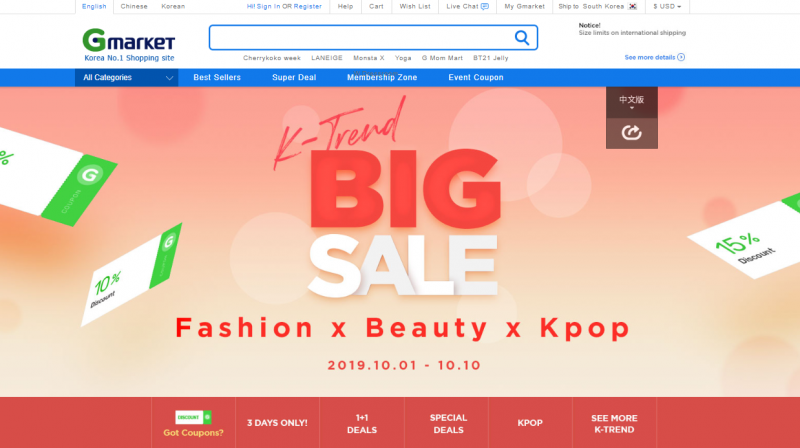 English Chinese Korean Hi! Sign In OR Register Help Cart Wish List Live Chat My Gmarket Ship to South Korea $ USD
Gmarket
Korea No.1 Shopping site
Notice!
Size limits on international shipping
Cherrykoko week LANEIGE Monsta X Yoga G Mom Mart BT21 Jelly
See more details
All Categories Best Sellers Super Deal Membership Zone Event Coupon
中文版
K-Trend
BIG
SALE
%
G
COUPON
10%
Discount
G
15%
Discount
Fashion x Beauty x Kpop
2019.10.01 - 10.10
DISCOUNT
Got Coupons?
3 DAYS ONLY!
1+1
DEALS
SPECIAL
DEALS
KPOP
SEE MORE
K-TREND